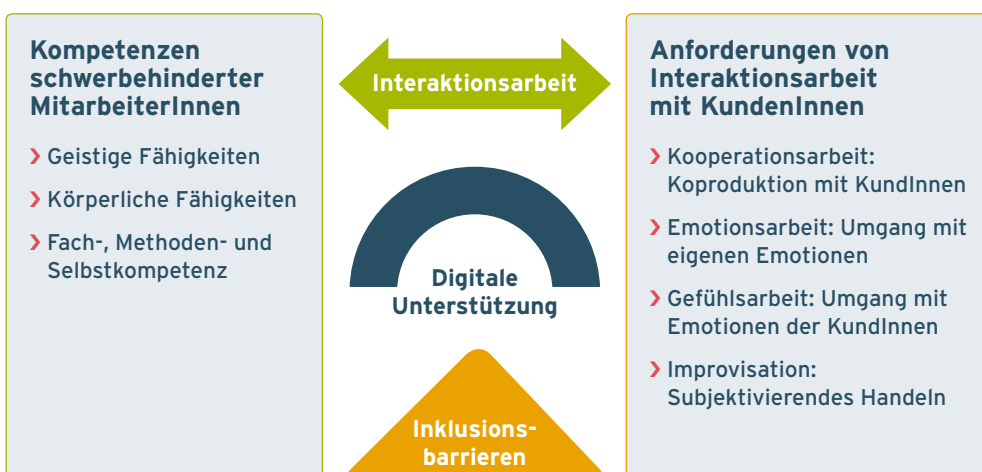 Kompetenzen
schwerbehinderter
MitarbeiterInnen
❯ Geistige Fähigkeiten
❯ Körperliche Fähigkeiten
❯ Fach-, Methoden- und
Selbstkompetenz
Interaktionsarbeit
Digitale
Unterstützung
Inklusions-
barrieren
Anforderungen von
Interaktionsarbeit
mit KundenInnen
❯ Kooperationsarbeit:
Koproduktion mit KundInnen
❯ Emotionsarbeit: Umgang mit
eigenen Emotionen
❯ Gefühlsarbeit: Umgang mit
Emotionen der KundInnen
❯ Improvisation:
Subjektivierendes Handeln